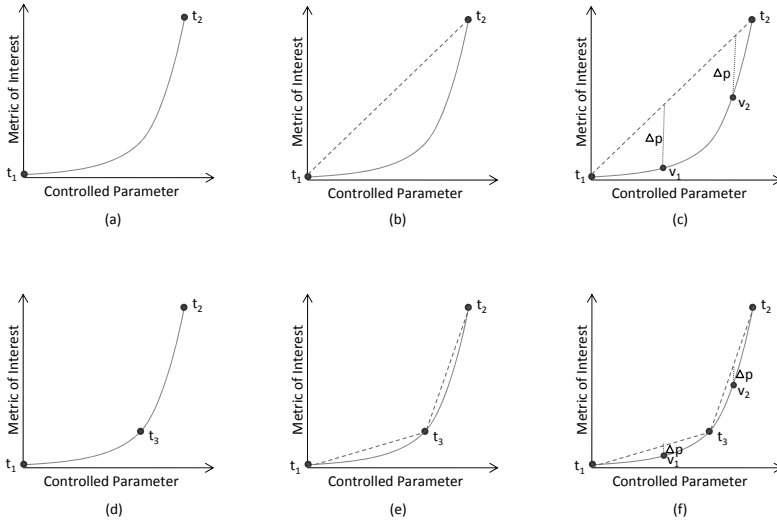 Metric of Interest
t2
t1
Controlled Parameter
(a)
Metric of Interest
t2
t1
Controlled Parameter
(b)
Metric of Interest
t2
Δp
v2
Δp
t1
v1
Controlled Parameter
(c)
Metric of Interest
t2
t3
t1
Controlled Parameter
(d)
Metric of Interest
t2
t3
t1
Controlled Parameter
(e)
Metric of Interest
t2
Δp
v2
t3
Δp
v1
t1
Controlled Parameter
(f)